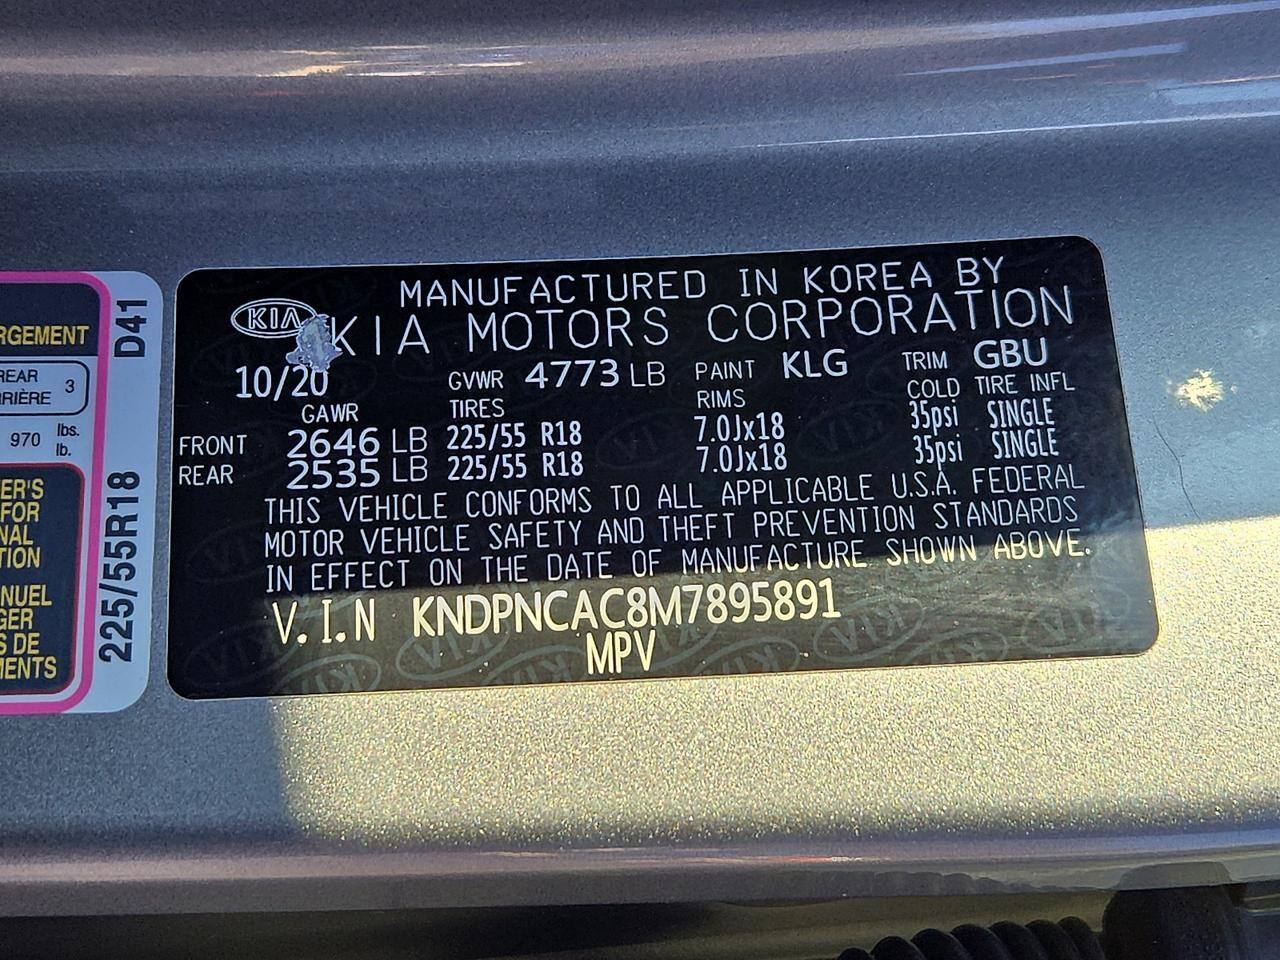 RGEMENT
REAR
RRIÈRE 3
970 lbs.
lb.
ER'S
FOR
NAL
TION
NUEL
GER
S DE
MENTS
D41
225/55R18
KIA
MANUFACTURED IN KOREA BY
KIA MOTORS CORPORATION
10/20 GVWR 4773 LB PAINT KLG TRIM GBU
GAWR TIRES RIMS COLD TIRE INFL
FRONT 2646 LB 225/55 R18 7.0Jx18 35psi SINGLE
REAR 2535 LB 225/55 R18 7.0Jx18 35psi SINGLE
THIS VEHICLE CONFORMS TO ALL APPLICABLE U.S.A. FEDERAL
MOTOR VEHICLE SAFETY AND THEFT PREVENTION STANDARDS
IN EFFECT ON THE DATE OF MANUFACTURE SHOWN ABOVE.
V.I.N KNDPNCAC8M7895891
MPV